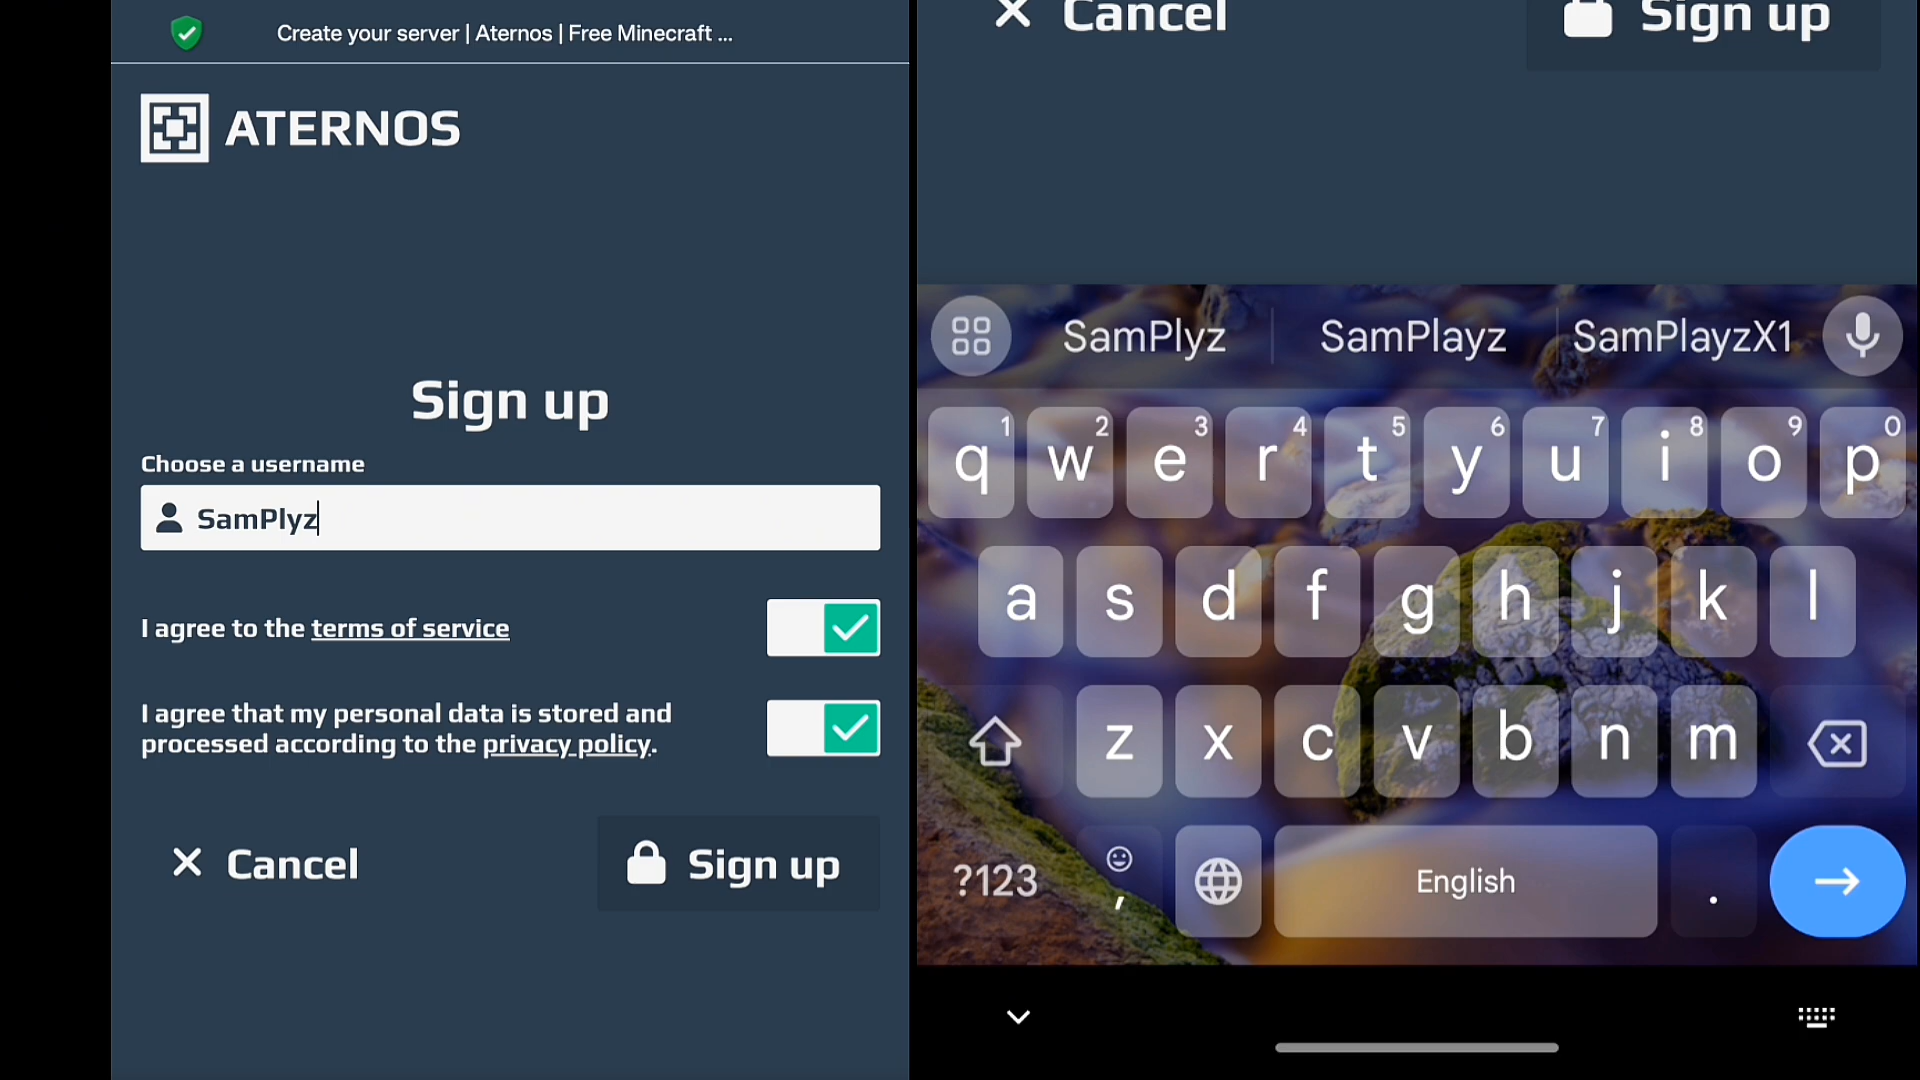 Create your server | Aternos | Free Minecraft ...
ATERNOS
Sign up
Choose a username
SamPlyz
I agree to the terms of service
I agree that my personal data is stored and
processed according to the privacy policy.
Cancel
Sign up
Cancel
Sign up
SamPlyz
SamPlayz
SamPlayzX1
1 2 3 4 5 6 7 8 9 0
q w e r t y u i o p
a s d f g h j k l
z x c v b n m
?123 , English .